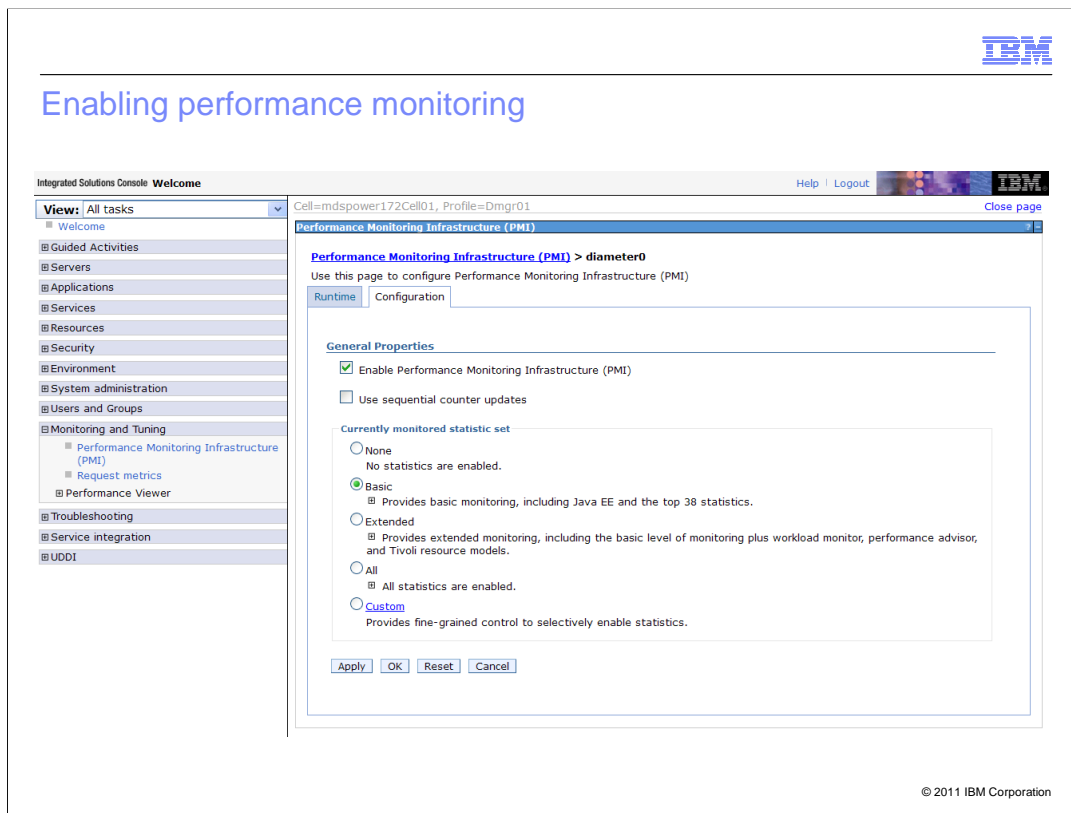 IBM
Enabling performance monitoring
Integrated Solutions Console Welcome
Help | Logout
IBM.
View: All tasks
Cell=mdspower172Cell01, Profile=Dmgr01
Close page
Welcome
Guided Activities
Servers
Applications
Services
Resources
Security
Environment
System administration
Users and Groups
Monitoring and Tuning
Performance Monitoring Infrastructure
(PMI)
Request metrics
Performance Viewer
Troubleshooting
Service integration
UDDI
Performance Monitoring Infrastructure (PMI)
? -
Performance Monitoring Infrastructure (PMI) > diameter0
Use this page to configure Performance Monitoring Infrastructure (PMI)
Runtime
Configuration
General Properties
Enable Performance Monitoring Infrastructure (PMI)
Use sequential counter updates
Currently monitored statistic set
None
No statistics are enabled.
Basic
Provides basic monitoring, including Java EE and the top 38 statistics.
Extended
Provides extended monitoring, including the basic level of monitoring plus workload monitor, performance advisor,
and Tivoli resource models.
All
All statistics are enabled.
Custom
Provides fine-grained control to selectively enable statistics.
Apply OK Reset Cancel
© 2011 IBM Corporation